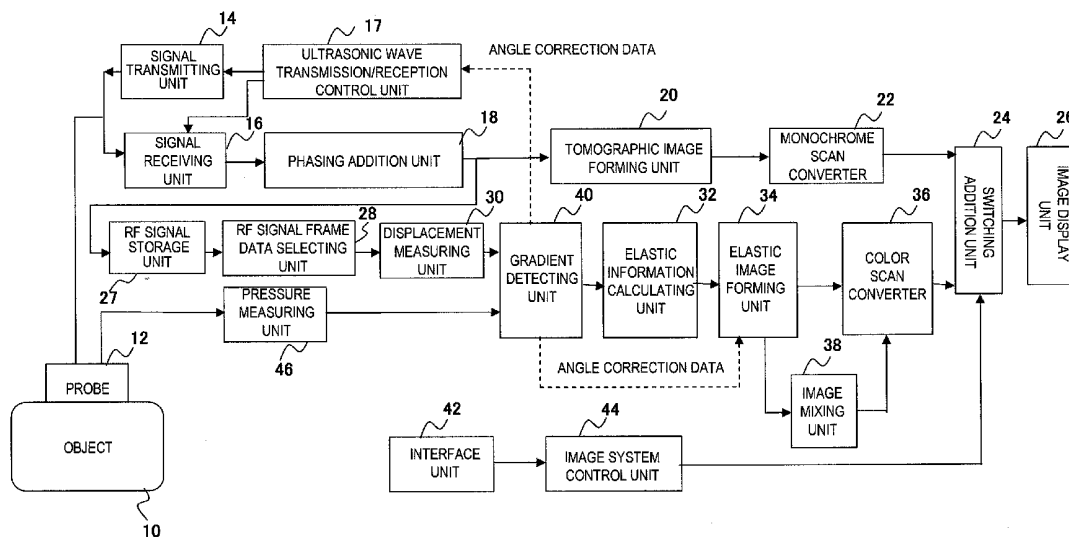 14
SIGNAL
TRANSMITTING
UNIT
17
ULTRASONIC WAVE
TRANSMISSION/RECEPTION
CONTROL UNIT
ANGLE CORRECTION DATA
16
SIGNAL
RECEIVING
UNIT
18
PHASING ADDITION UNIT
20
TOMOGRAPHIC IMAGE
FORMING UNIT
22
MONOCHROME
SCAN
CONVERTER
24
SWITCHING
ADDITION UNIT
26
IMAGE DISPLAY
UNIT
RF SIGNAL
STORAGE
UNIT
27
28
RF SIGNAL FRAME
DATA SELECTING
UNIT
30
DISPLACEMENT
MEASURING
UNIT
40
GRADIENT
DETECTING
UNIT
32
ELASTIC
INFORMATION
CALCULATING
UNIT
34
ELASTIC
IMAGE
FORMING
UNIT
36
COLOR
SCAN
CONVERTER
PRESSURE
MEASURING
UNIT
46
ANGLE CORRECTION DATA
38
IMAGE
MIXING
UNIT
12
PROBE
OBJECT
10
42
INTERFACE
UNIT
44
IMAGE SYSTEM
CONTROL UNIT